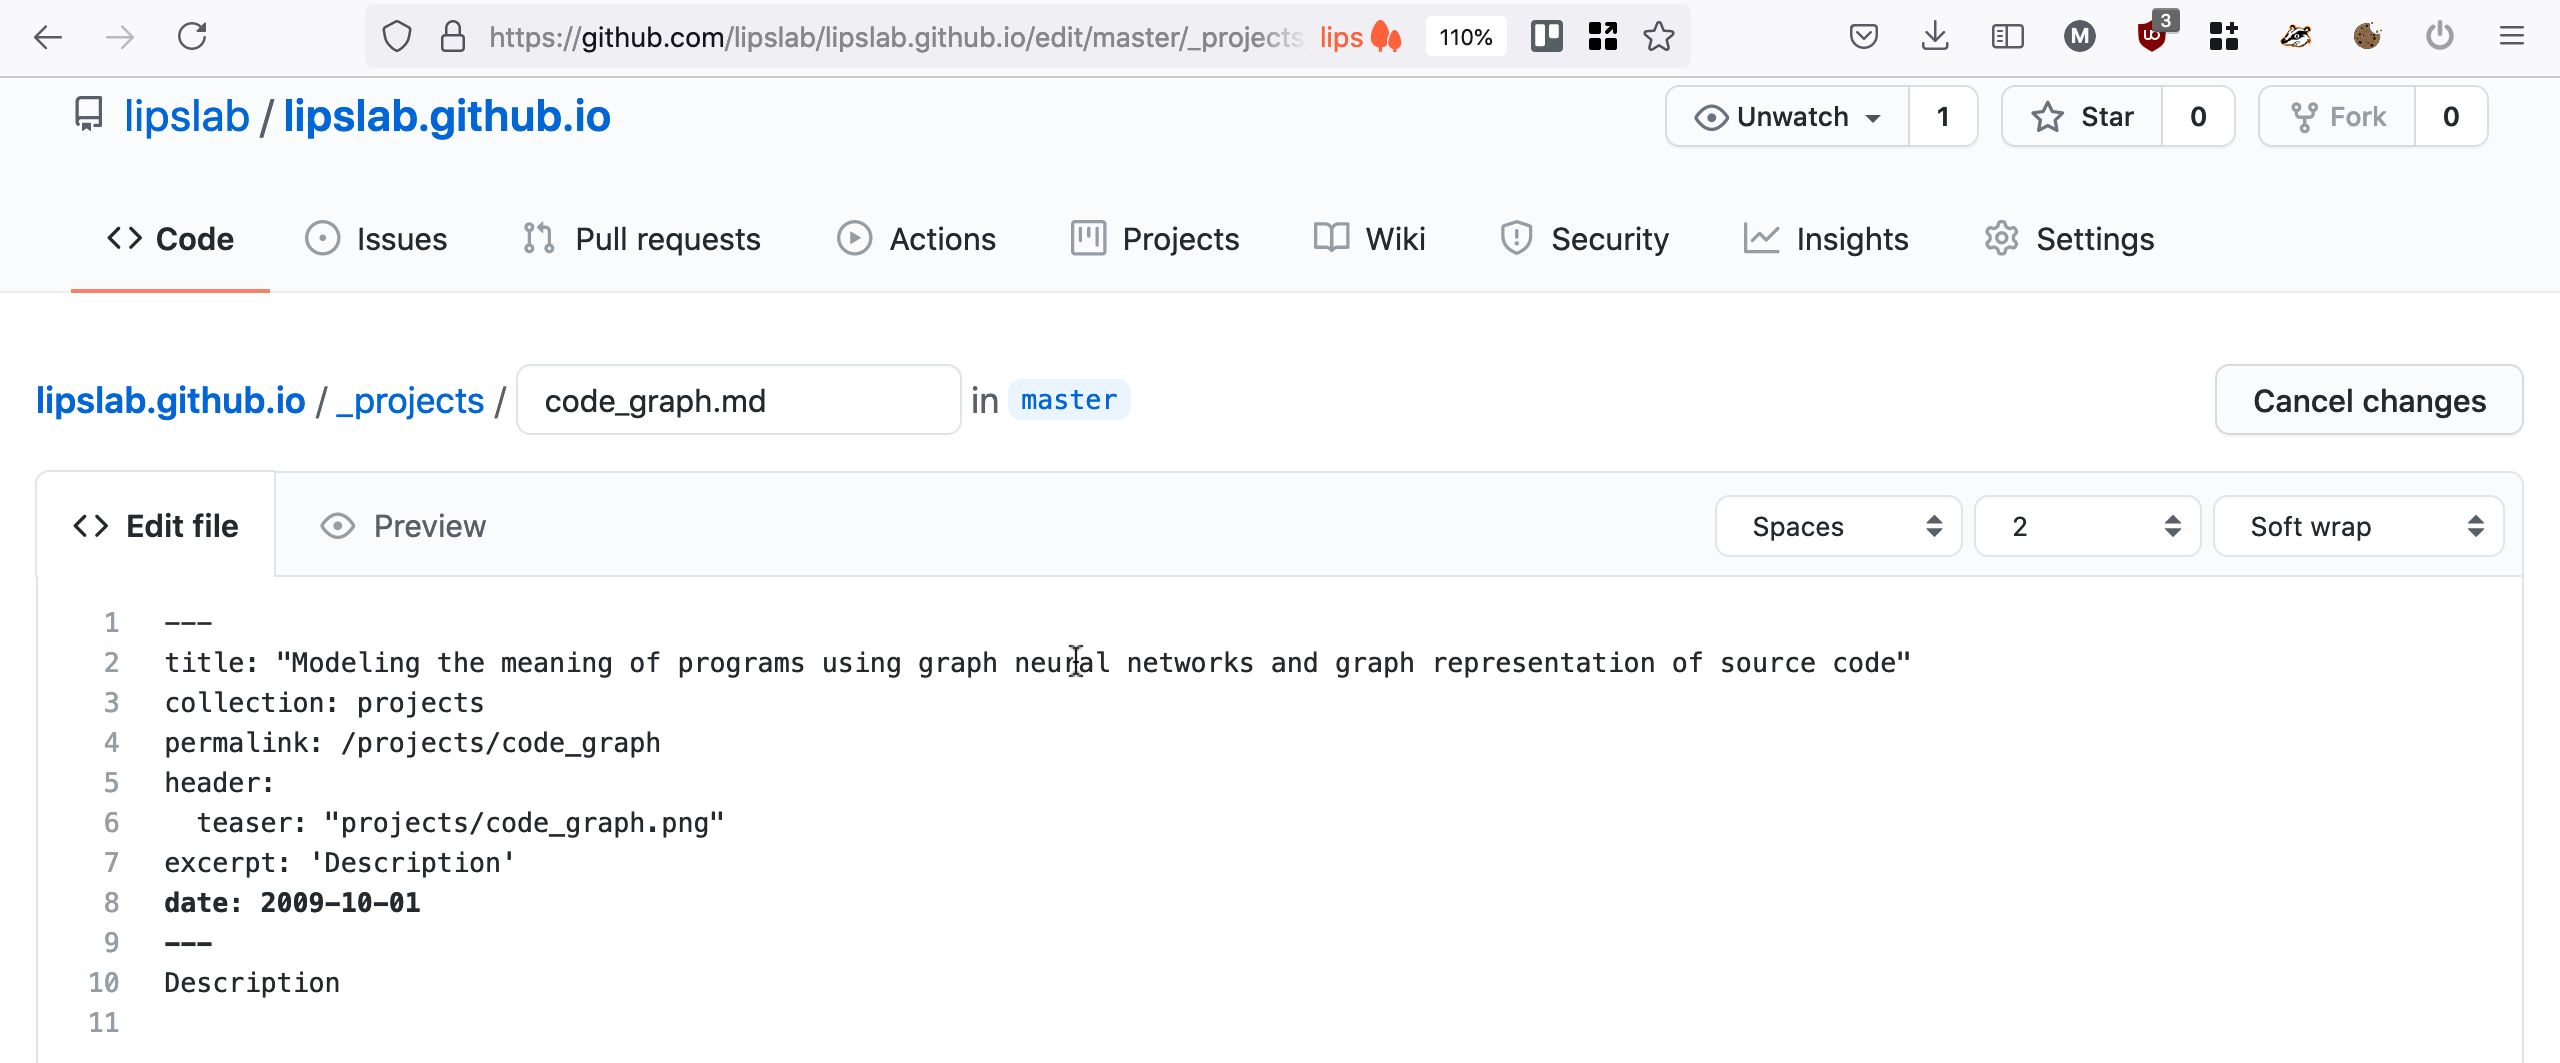 https://github.com/lipslab/lipslab.github.io/edit/master/_projects lips 110% M 3
lipslab / lipslab.github.io Unwatch 1 Star 0 Fork 0
Code Issues Pull requests Actions Projects Wiki Security Insights Settings
lipslab.github.io / _projects / code_graph.md in master Cancel changes
Edit file Preview Spaces 2 Soft wrap
1 ---
2 title: "Modeling the meaning of programs using graph neural networks and graph representation of source code"
3 collection: projects
4 permalink: /projects/code_graph
5 header:
6   teaser: "projects/code_graph.png"
7 excerpt: 'Description'
8 date: 2009-10-01
9 ---
10 Description
11